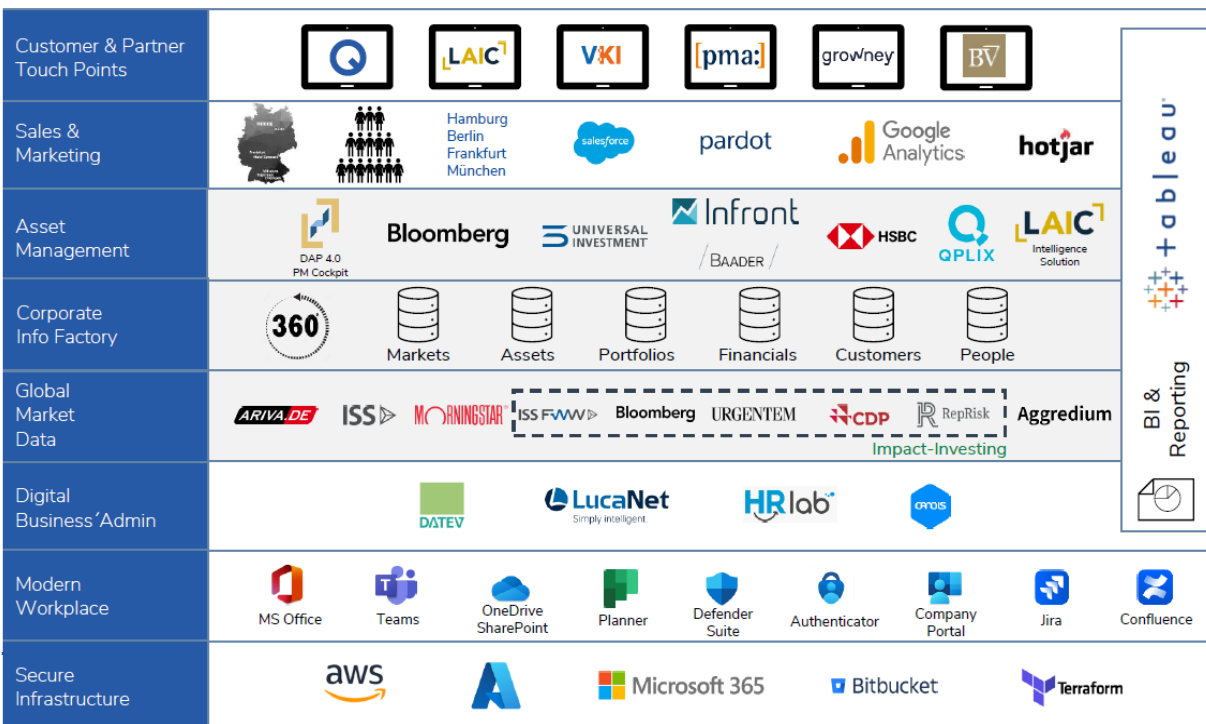 Customer & Partner
Touch Points
LAIC
VKI
[pma:]
growney
BV
Sales &
Marketing
Hamburg
Berlin
Frankfurt
München
salesforce
pardot
Google
Analytics
hotjar
Asset
Management
DAP 4.0
PM Cockpit
Bloomberg
UNIVERSAL
INVESTMENT
Infront
/ BAADER /
HSBC
QPLIX
LAIC
Intelligence
Solution
Corporate
Info Factory
360°
Markets
Assets
Portfolios
Financials
Customers
People
Global
Market
Data
ARIVA.DE
ISS
MORNINGSTAR
ISS FWW
Bloomberg
URGENTEM
CDP
RepRisk
Aggredium
Impact-Investing
Digital
Business´Admin
DATEV
LucaNet
Simply intelligent.
HRlab
Modern
Workplace
MS Office
Teams
OneDrive
SharePoint
Planner
Defender
Suite
Authenticator
Company
Portal
Jira
Confluence
Secure
Infrastructure
aws
Microsoft 365
Bitbucket
Terraform
+ableau
BI &
Reporting